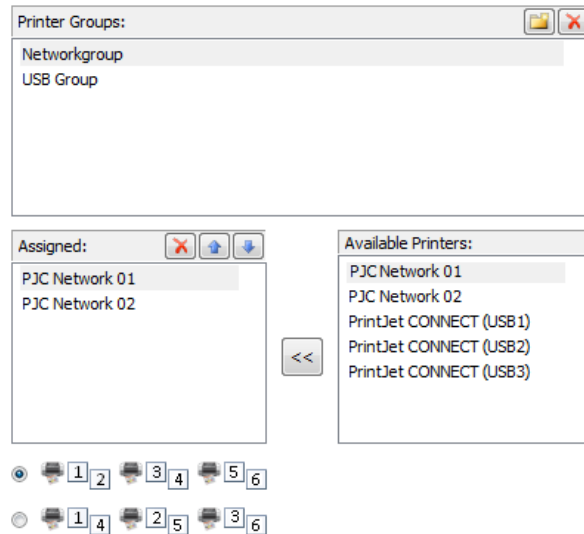 Printer Groups:
Networkgroup
USB Group
Assigned:
PJC Network 01
PJC Network 02
<<
Available Printers:
PJC Network 01
PJC Network 02
PrintJet CONNECT (USB1)
PrintJet CONNECT (USB2)
PrintJet CONNECT (USB3)
1 2 3 4 5 6
1 4 2 5 3 6